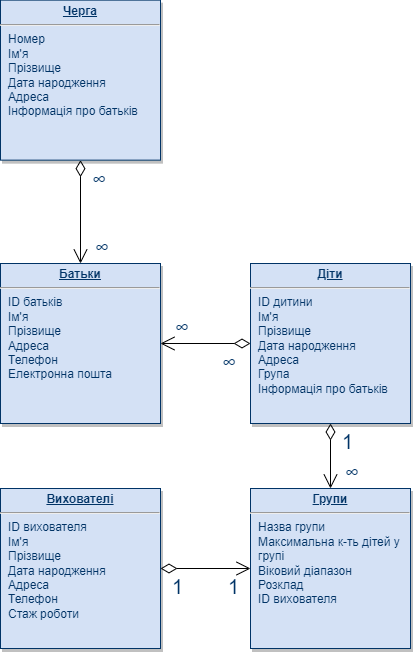 Черга
Номер
Ім'я
Прізвище
Дата народження
Адреса
Інформація про батьків
∞
∞
Батьки
ID батьків
Ім'я
Прізвище
Адреса
Телефон
Електронна пошта
∞
∞
Діти
ID дитини
Ім'я
Прізвище
Дата народження
Адреса
Група
Інформація про батьків
1
∞
Вихователі
ID вихователя
Ім'я
Прізвище
Дата народження
Адреса
Телефон
Стаж роботи
1
1
Групи
Назва групи
Максимальна к-ть дітей у
групі
Віковий діапазон
Розклад
ID вихователя